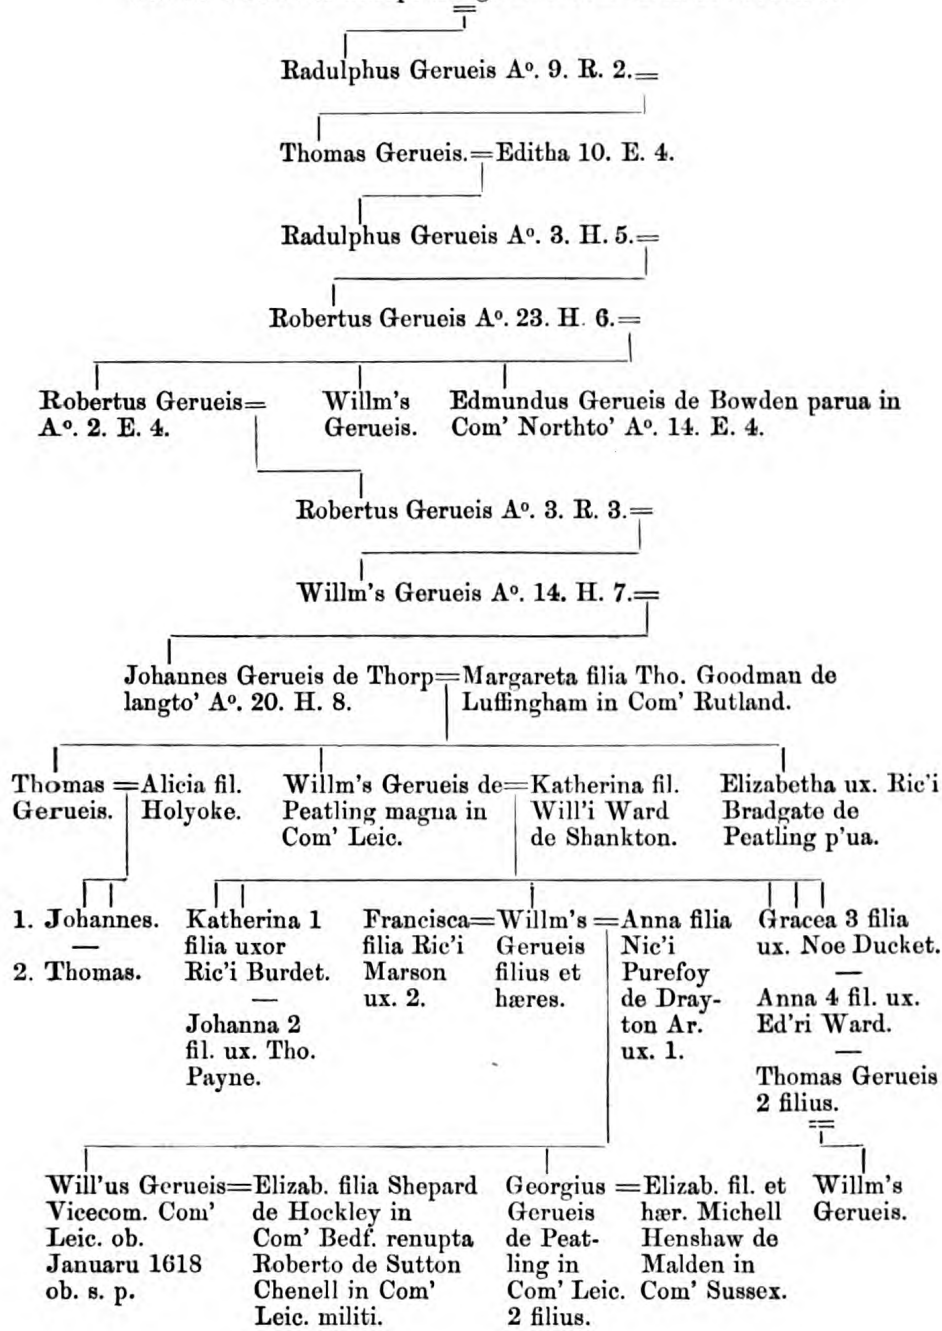 Radulphus Gerueis Aº. 9. R. 2.=
Thomas Gerueis.=Editha 10. E. 4.
Radulphus Gerueis Aº. 3. H. 5.=
Robertus Gerueis Aº. 23. H. 6.=
Robertus Gerueis=
Aº. 2. E. 4.
Willm's
Gerueis.
Edmundus Gerueis de Bowden parua in
Com' Northto' Aº. 14. E. 4.
Robertus Gerueis Aº. 3. R. 3.=
Willm's Gerueis Aº. 14. H. 7.=
Johannes Gerueis de Thorp=
langto' Aº. 20. H. 8.
Margareta filia Tho. Goodman de
Luffingham in Com' Rutland.
Thomas =
Gerueis.
Alicia fil.
Holyoke.
Willm's Gerueis de=
Peatling magna in
Com' Leic.
Katherina fil.
Will'i Ward
de Shankton.
Elizabetha ux. Ric'i
Bradgate de
Peatling p'ua.
1. Johannes.
—
2. Thomas.
Katherina 1
filia uxor
Ric'i Burdet.
—
Johanna 2
fil. ux. Tho.
Payne.
Francisca=
filia Ric'i
Marson
ux. 2.
Willm's =
Gerueis
filius et
hæres.
Anna filia
Nic'i
Purefoy
de Dray-
ton Ar.
ux. 1.
Gracea 3 filia
ux. Noe Ducket.
—
Anna 4 fil. ux.
Ed'ri Ward.
—
Thomas Gerueis
2 filius.
=
Will'us Gerueis=
Vicecom. Com'
Leic. ob.
Januaru 1618
ob. s. p.
Elizab. filia Shepard
de Hockley in
Com' Bedf. renupta
Roberto de Sutton
Chenell in Com'
Leic. militi.
Georgius =
Gerueis
de Peat-
ling in
Com' Leic.
2 filius.
Elizab. fil. et
hær. Michell
Henshaw de
Malden in
Com' Sussex.
Willm's
Gerueis.